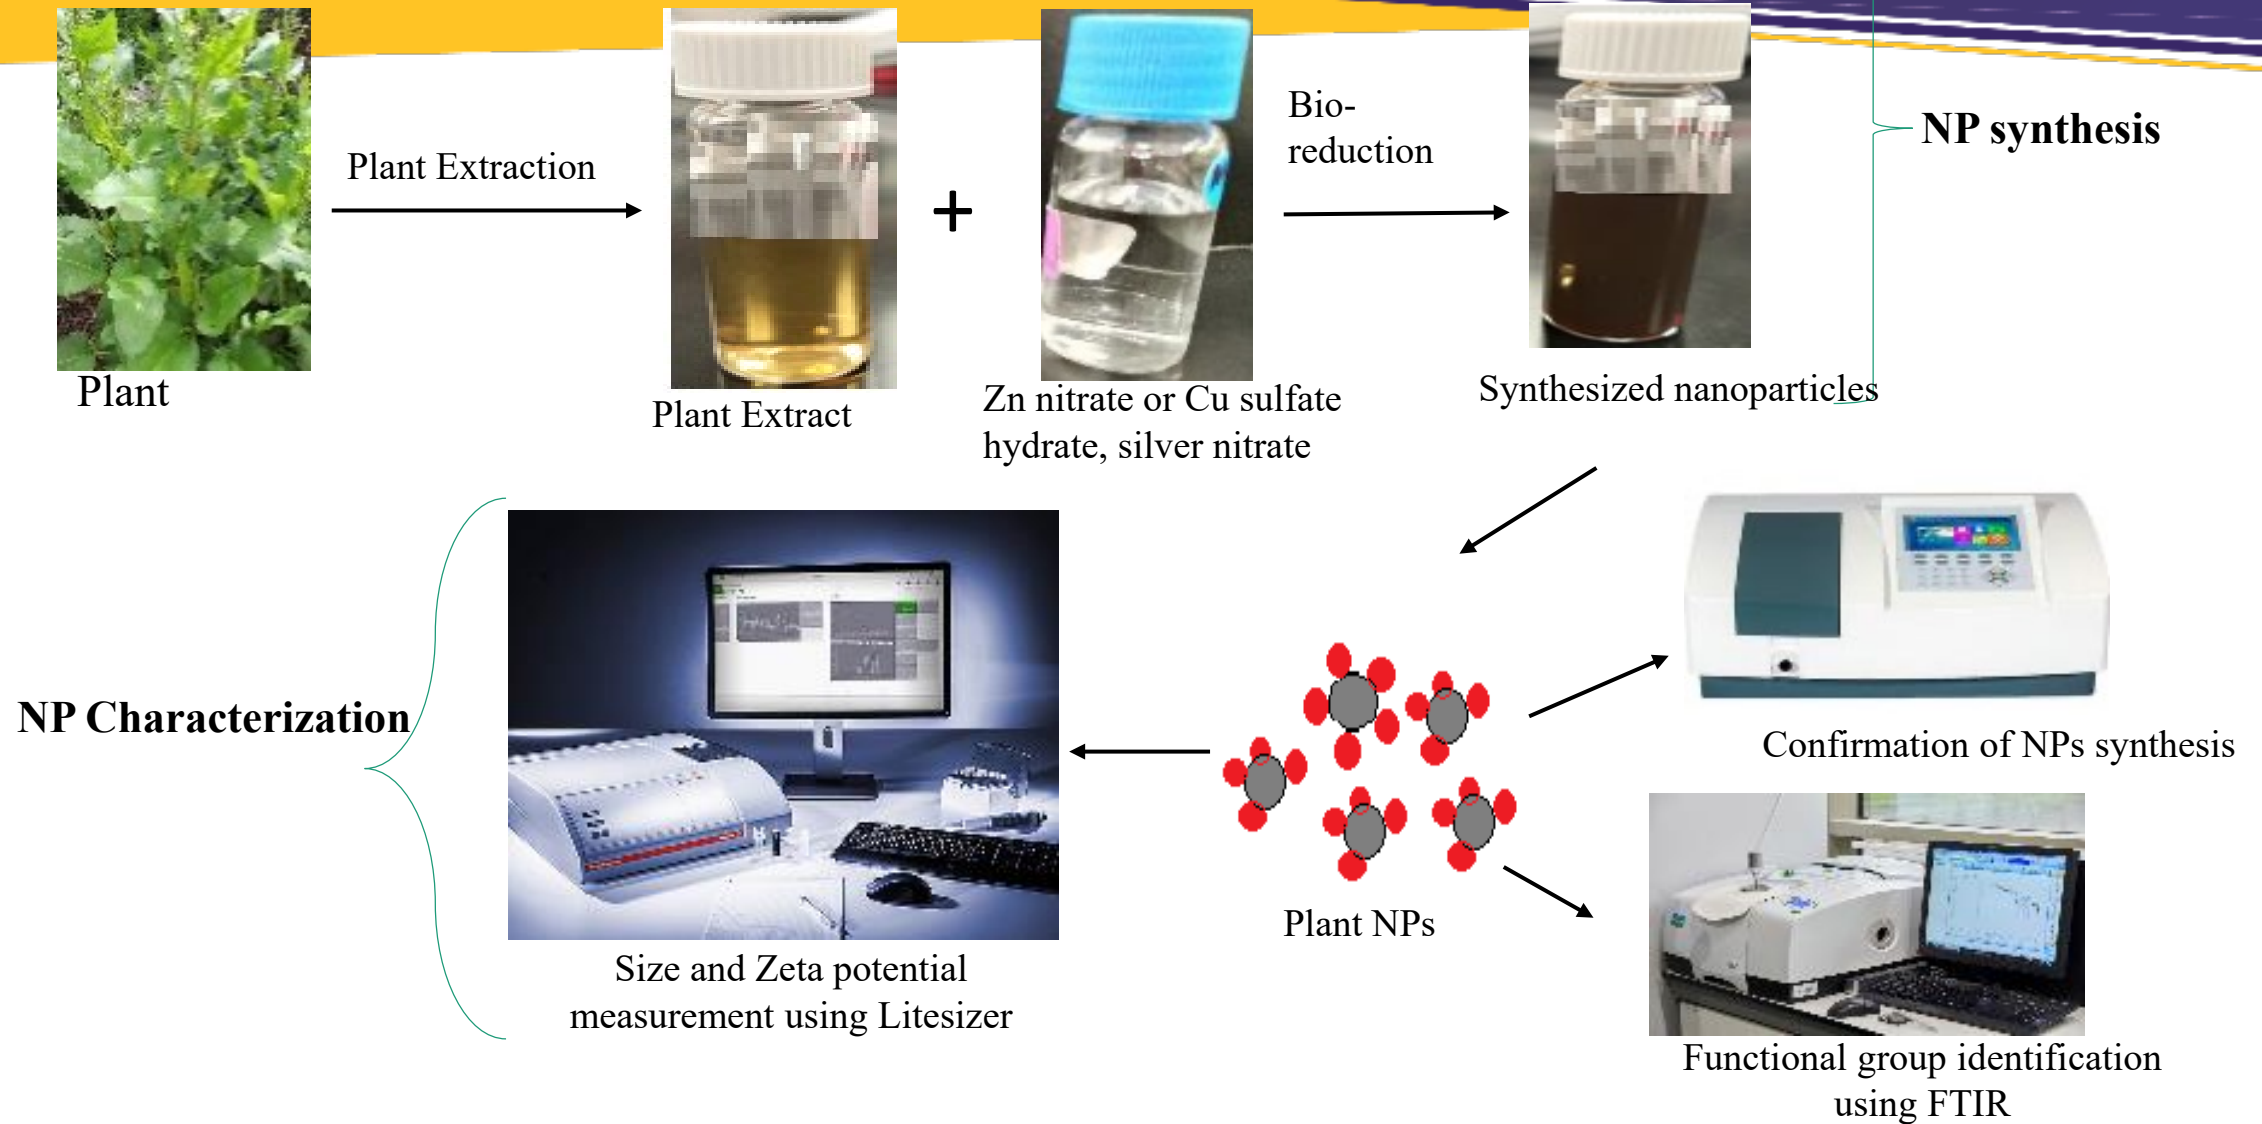 Plant Extraction
+
Bio-
reduction
NP synthesis
Plant
Plant Extract
Zn nitrate or Cu sulfate
hydrate, silver nitrate
Synthesized nanoparticles
NP Characterization
Confirmation of NPs synthesis
Plant NPs
Size and Zeta potential
measurement using Litesizer
Functional group identification
using FTIR